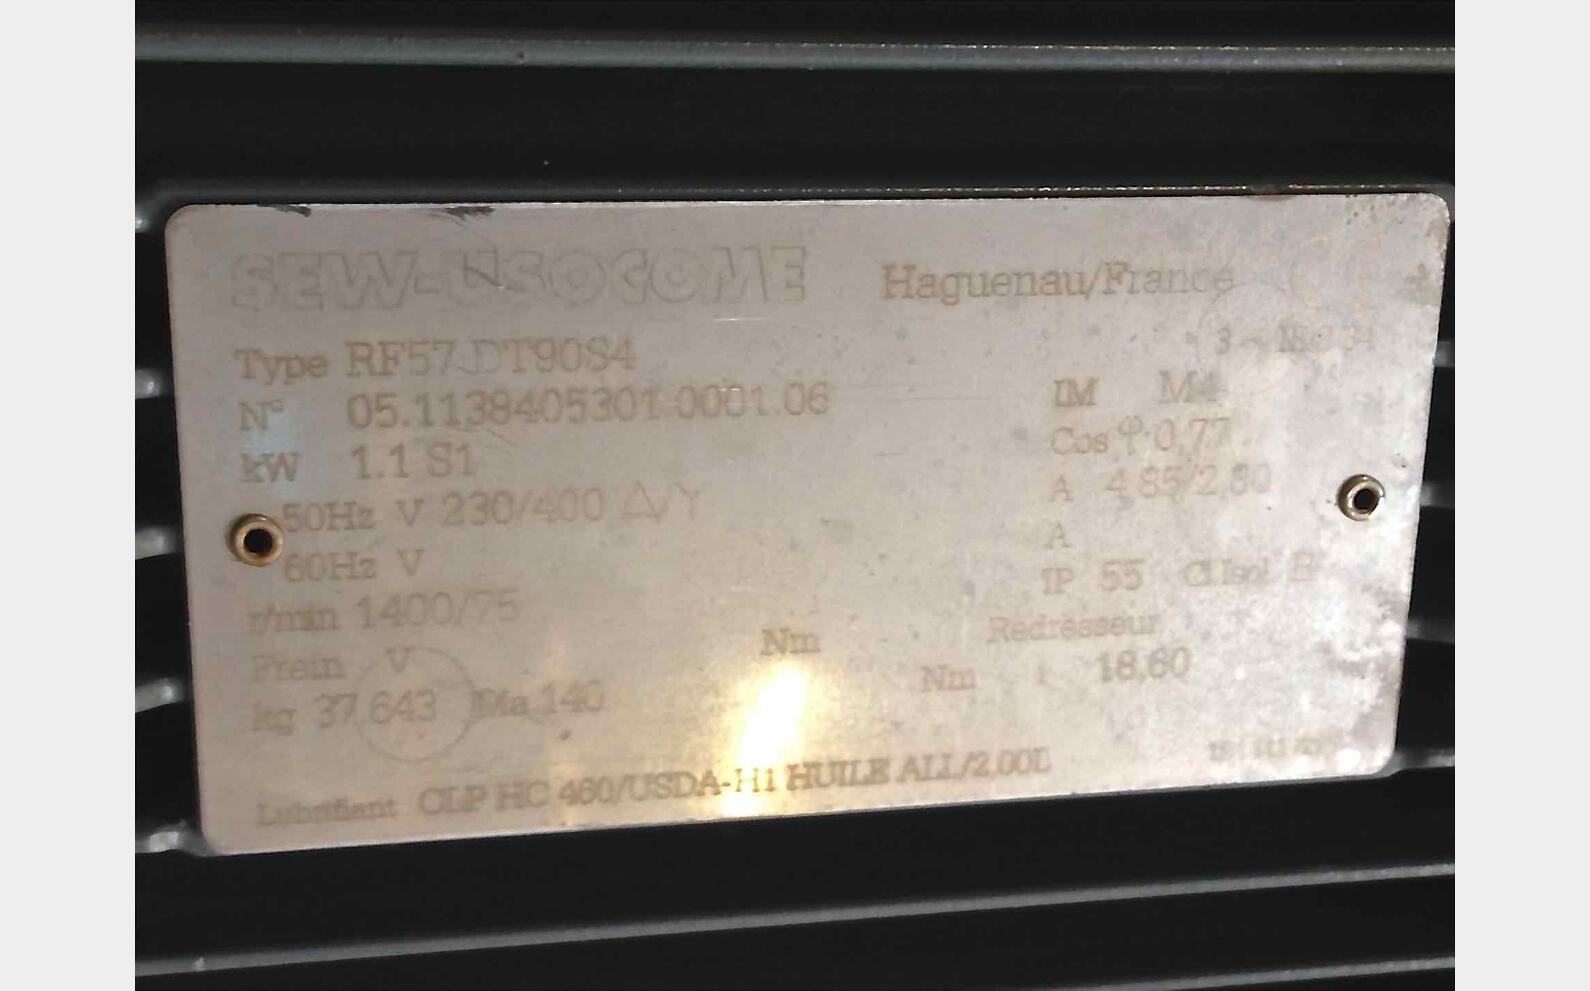 SEW-USOCOME Haguenau/France
Type RF57 DT90S4
N° 05.1138405301.0001.06 IM M4
kW 1.1 S1 Cos φ 0,77
50Hz V 230/400 △/Y A 4,85/2,80
60Hz V A
r/min 1400/75 IP 55 Cl.Isol
Frein V Nm Redresseur
kg 37.643 Ma 140 Nm i 18,60
Lubrifiant CLP HC 460/USDA-H1 HUILE ALI./2.00L